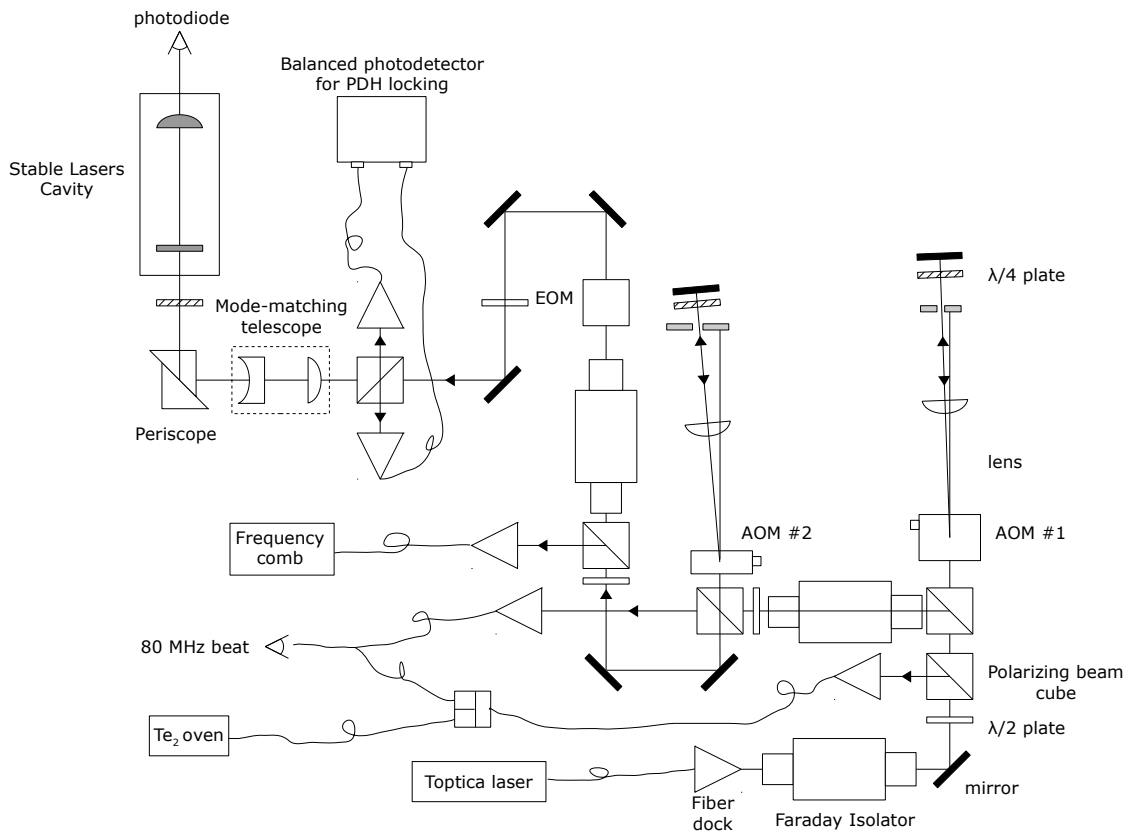 photodiode
Balanced photodetector
for PDH locking
Stable Lasers
Cavity
λ/4 plate
EOM
Mode-matching
telescope
Periscope
lens
AOM #2
AOM #1
Frequency
comb
80 MHz beat
Polarizing beam
cube
Te₂ oven
λ/2 plate
Toptica laser
mirror
Fiber
dock
Faraday Isolator